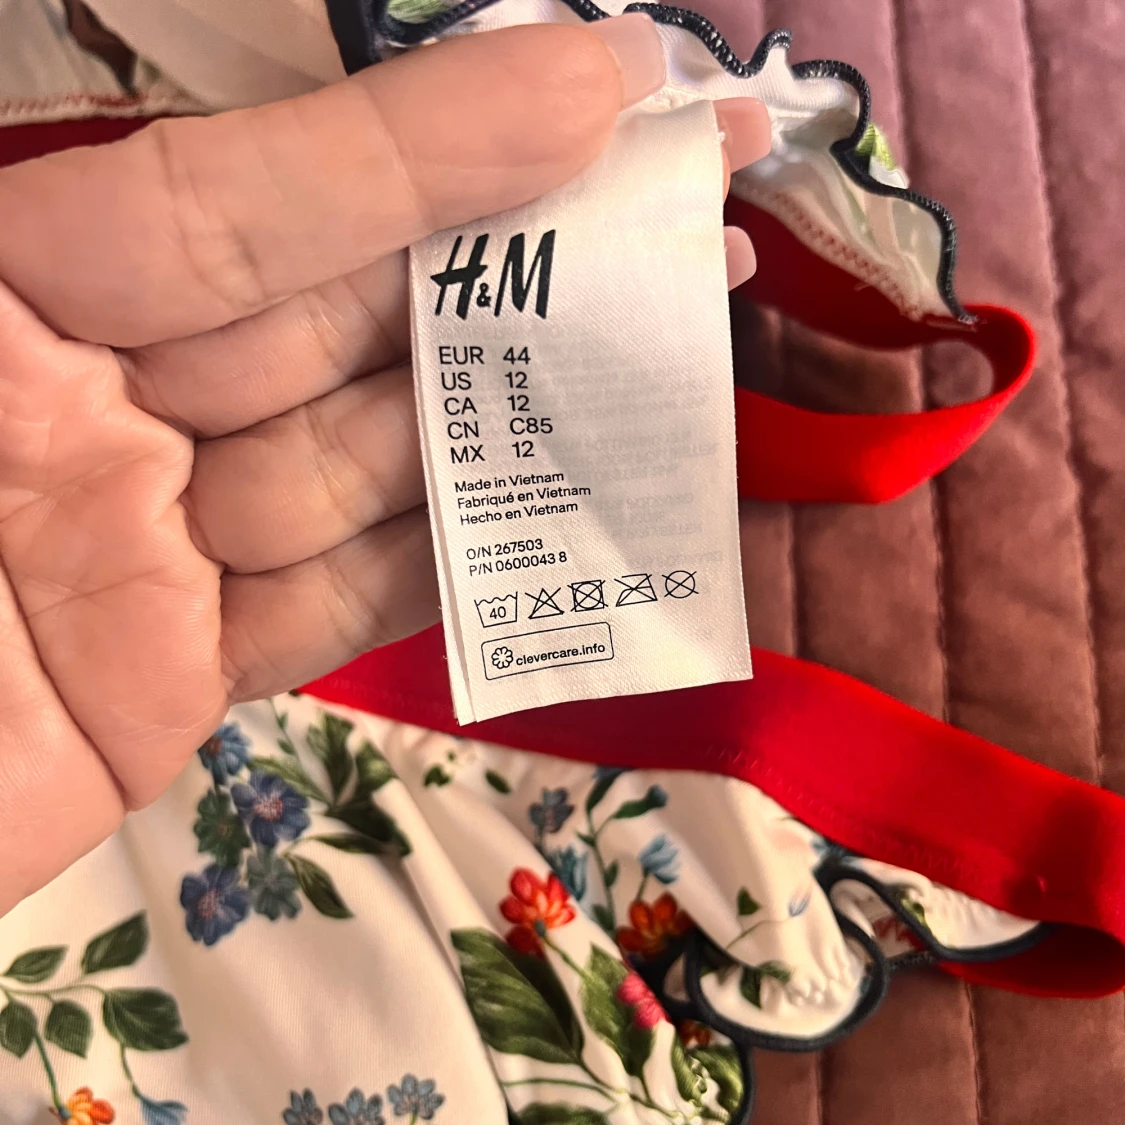 H&M
EUR 44
US 12
CA 12
CN C85
MX 12
Made in Vietnam
Fabriqué en Vietnam
Hecho en Vietnam
O/N 267503
P/N 0600043 8
40
clevercare.info